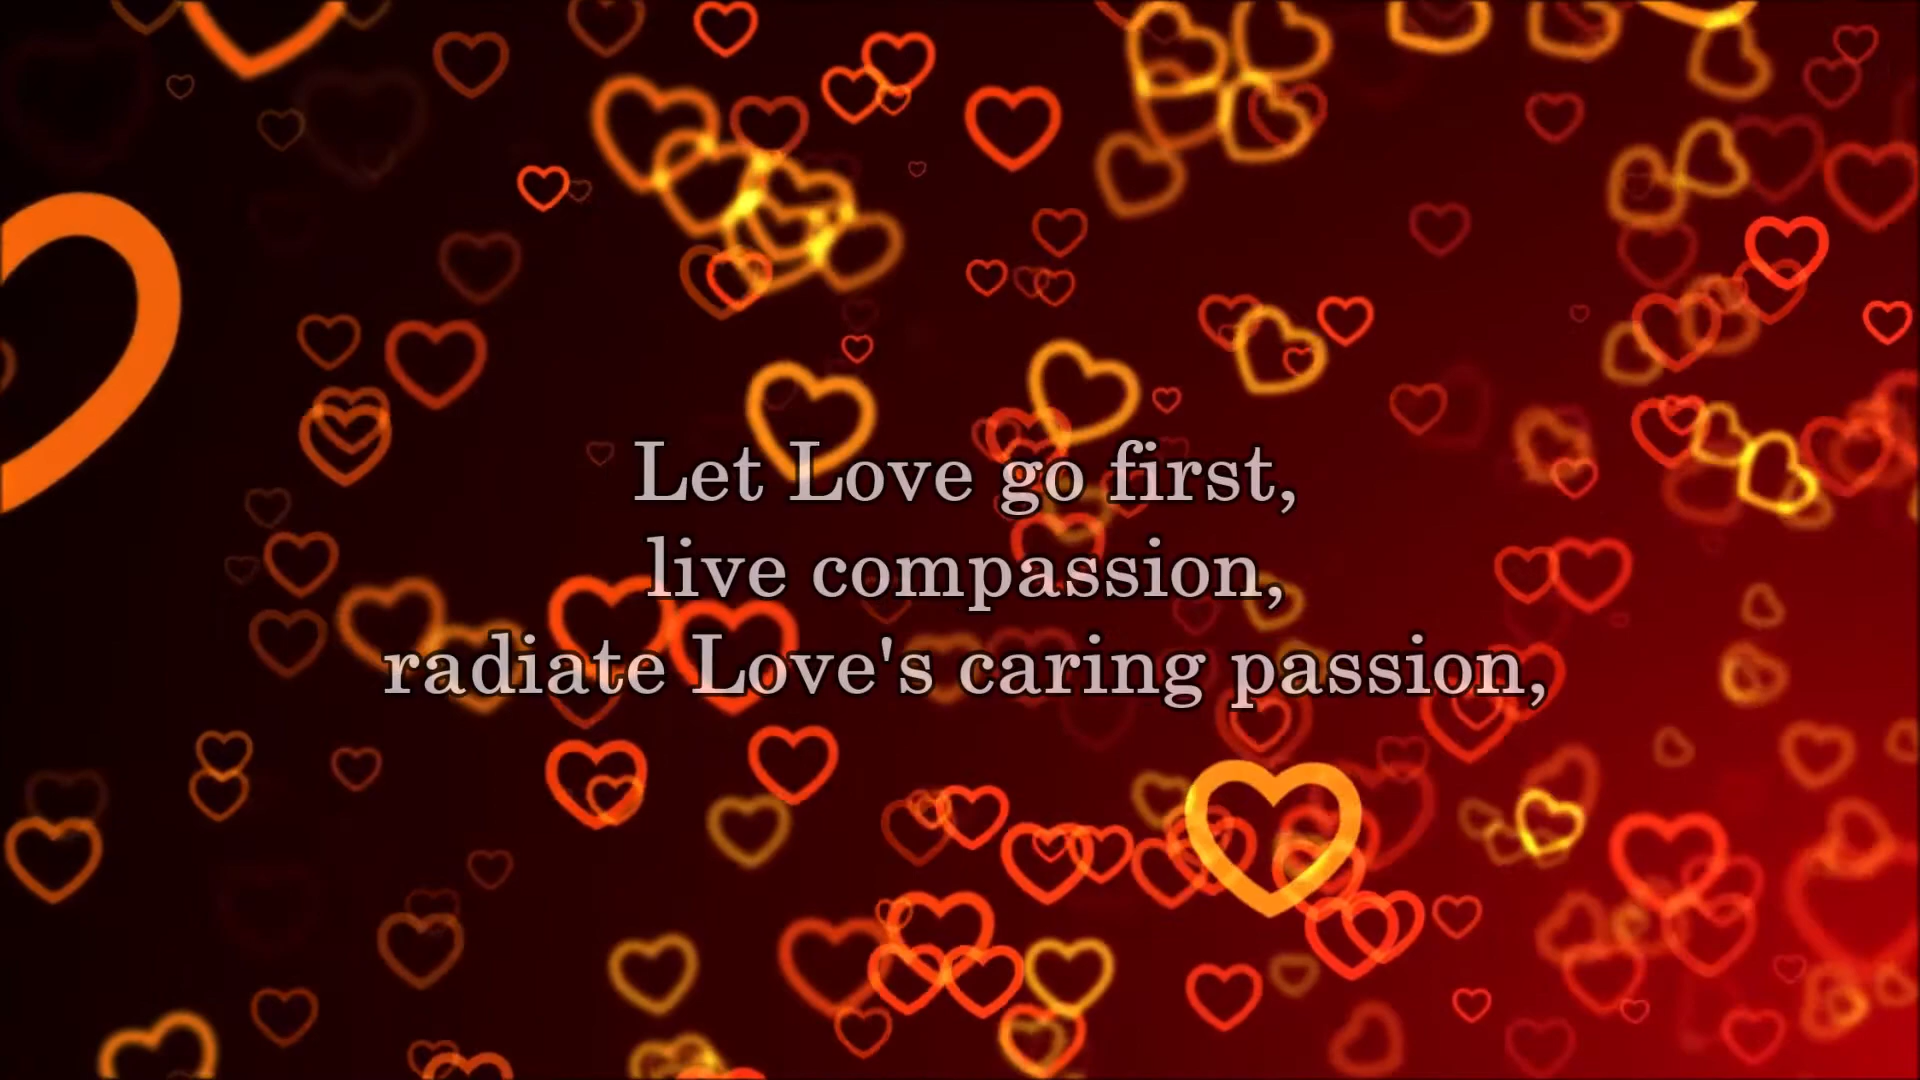 Let Love go first,
live compassion,
radiate Love's caring passion,